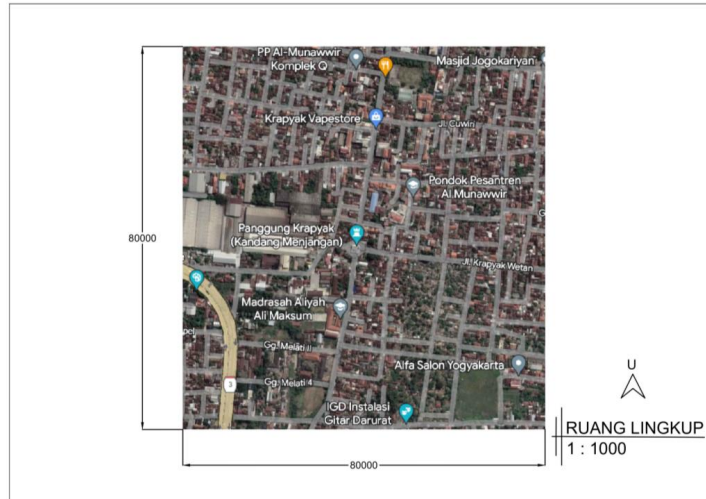 PP Al-Munawwir
Komplek Q
Masjid Jogokariyan
Krapyak Vapestore
Jl. Cuwiri
Pondok Pesantren
Al Munawwir
80000
Panggung Krapyak
(Kandang Menjangan)
G
Jl. Krapyak Wetan
Madrasah Aliyah
Ali Maksum
pel
Gg. Melati II
Alfa Salon Yogyakarta
Gg. Melati 4
3
IGD Instalasi
Gitar Darurat
80000
U
RUANG LINGKUP
1 : 1000